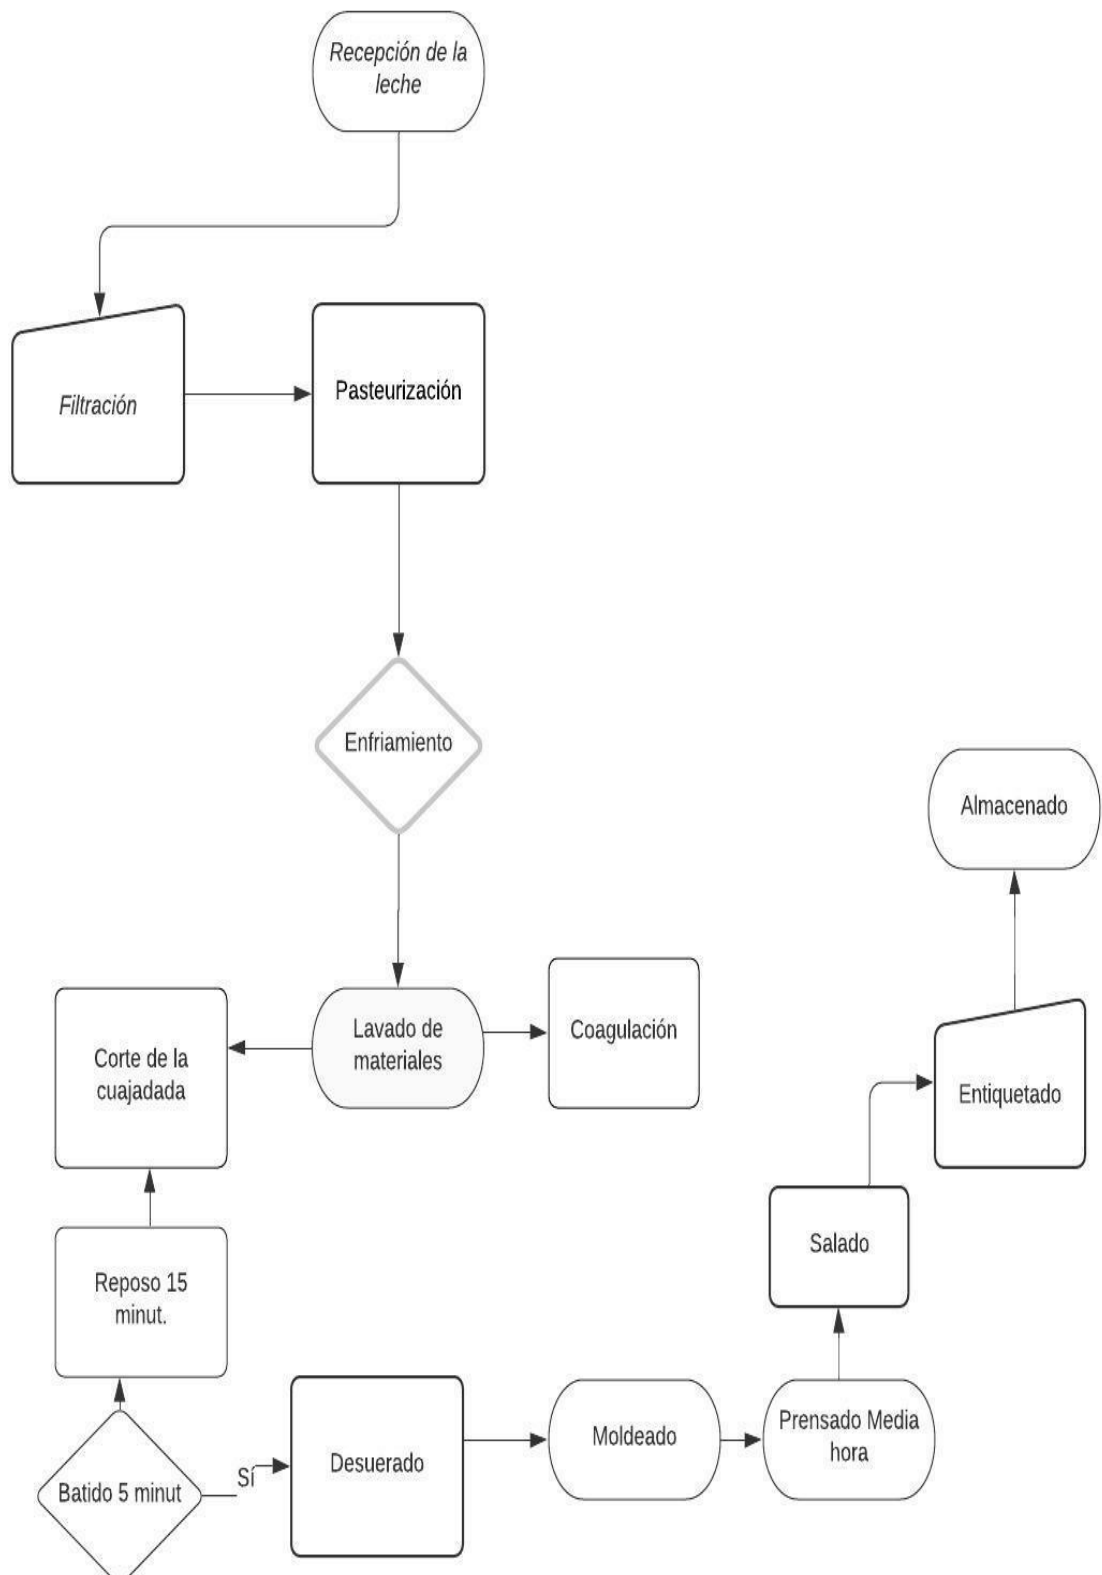 Recepción de la
leche
Filtración
Pasteurización
Enfriamiento
Almacenado
Lavado de
materiales
Coagulación
Corte de la
cuajadada
Entiquetado
Salado
Reposo 15
minut.
Batido 5 minut
Sí
Desuerado
Moldeado
Prensado Media
hora